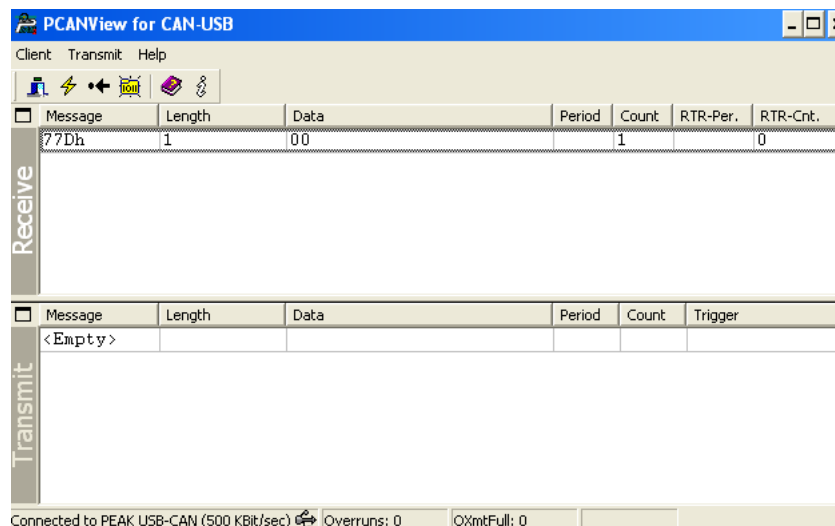 PCANView for CAN-USB
Client Transmit Help
Message Length Data Period Count RTR-Per. RTR-Cnt.
77Dh 1 00 1 0
Receive
Message Length Data Period Count Trigger
<Empty>
Transmit
Connected to PEAK USB-CAN (500 KBit/sec) Overruns: 0 QXmtFull: 0